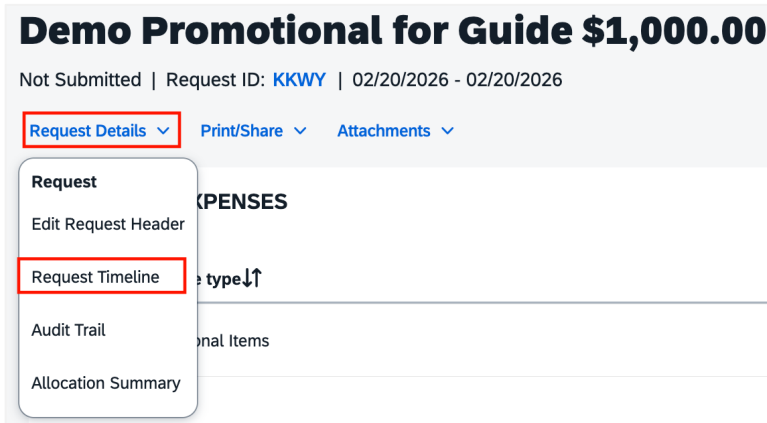 Demo Promotional for Guide $1,000.00
Not Submitted | Request ID: KKWY | 02/20/2026 - 02/20/2026
Request Details Print/Share Attachments
Request
XPENSES
Edit Request Header
Request Timeline
e type
Audit Trail
onal Items
Allocation Summary